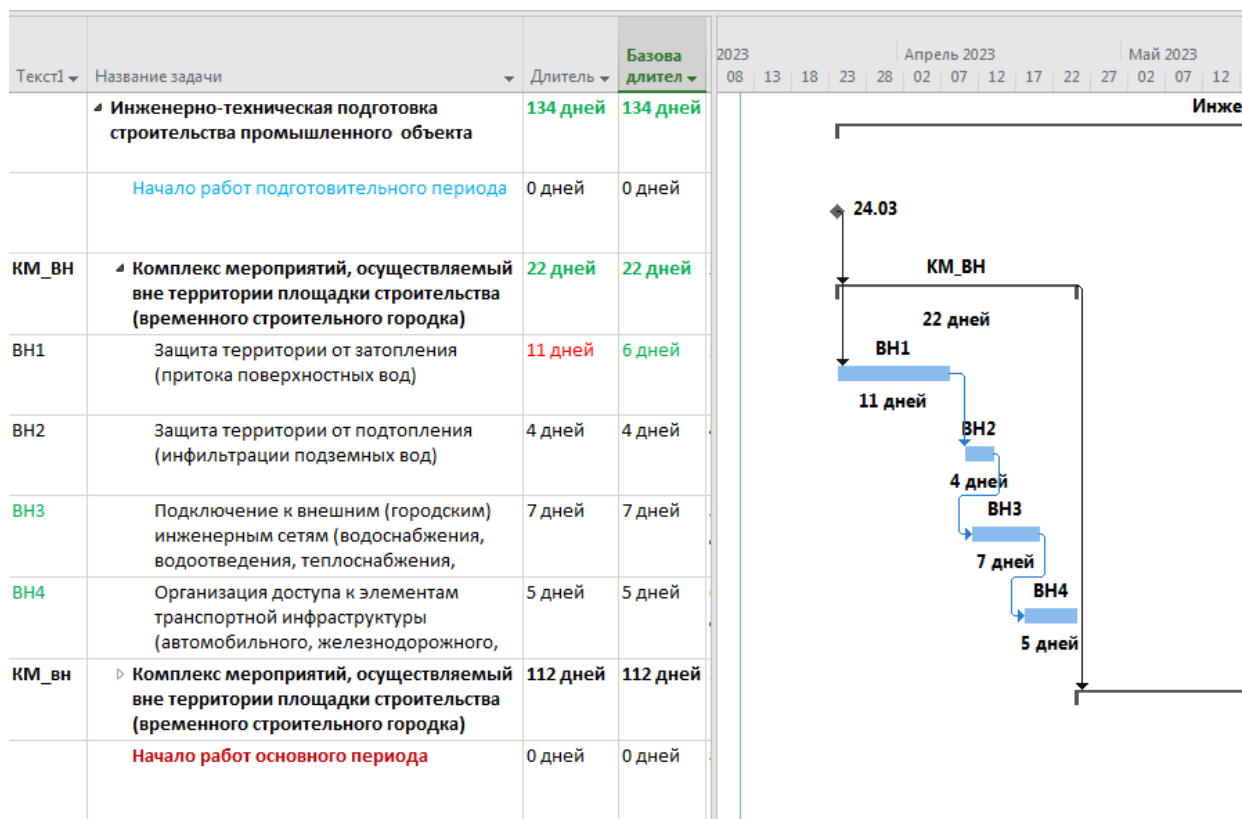 Текст1 Название задачи Длитель Базова длител
2023 Апрель 2023 Май 2023
08 13 18 23 28 02 07 12 17 22 27 02 07 12
Инженерно-техническая подготовка
строительства промышленного объекта
134 дней 134 дней
Инже
Начало работ подготовительного периода 0 дней 0 дней
24.03
КМ_ВН Комплекс мероприятий, осуществляемый
вне территории площадки строительства
(временного строительного городка)
22 дней 22 дней
КМ_ВН
22 дней
ВН1 Защита территории от затопления
(притока поверхностных вод)
11 дней 6 дней
ВН1
11 дней
ВН2 Защита территории от подтопления
(инфильтрации подземных вод)
4 дней 4 дней
ВН2
4 дней
ВН3 Подключение к внешним (городским)
инженерным сетям (водоснабжения,
водоотведения, теплоснабжения,
7 дней 7 дней
ВН3
7 дней
ВН4 Организация доступа к элементам
транспортной инфраструктуры
(автомобильного, железнодорожного,
5 дней 5 дней
ВН4
5 дней
КМ_вн Комплекс мероприятий, осуществляемый
вне территории площадки строительства
(временного строительного городка)
112 дней 112 дней
Начало работ основного периода 0 дней 0 дней